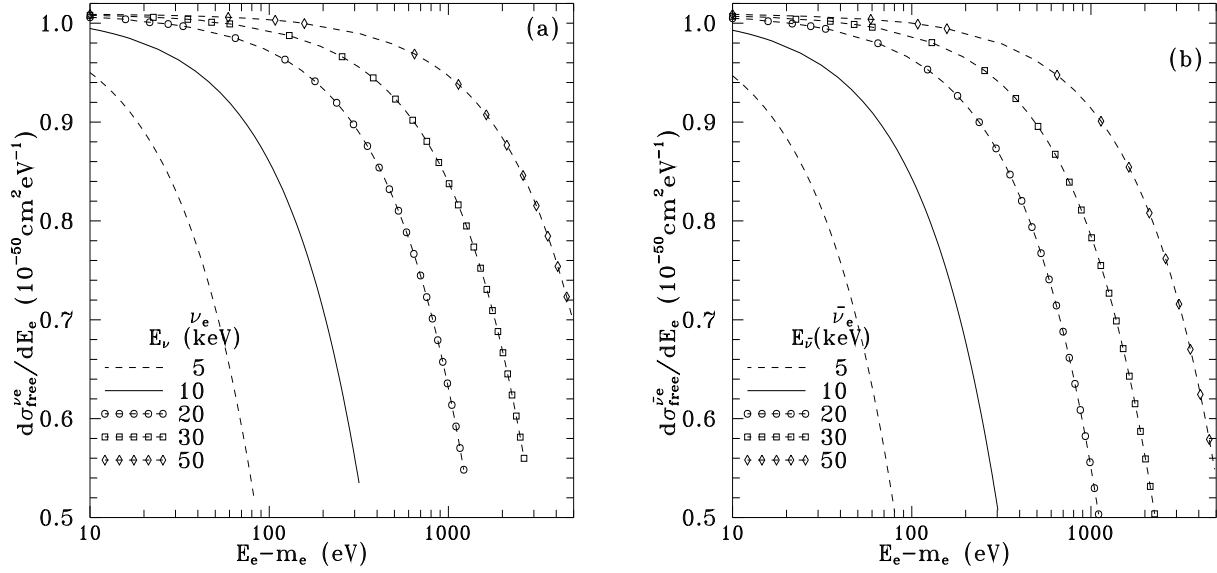 (a)
dσ^{νe}_{free}/dE_e (10^{-50}cm^2eV^{-1})
1.0
0.9
0.8
0.7
0.6
0.5
ν_e
E_ν (keV)
5
10
20
30
50
10
100
1000
E_e−m_e (eV)
(b)
dσ^{ν̄e}_{free}/dE_e (10^{-50}cm^2eV^{-1})
1.0
0.9
0.8
0.7
0.6
0.5
ν̄_e
E_ν̄(keV)
5
10
20
30
50
10
100
1000
E_e−m_e (eV)